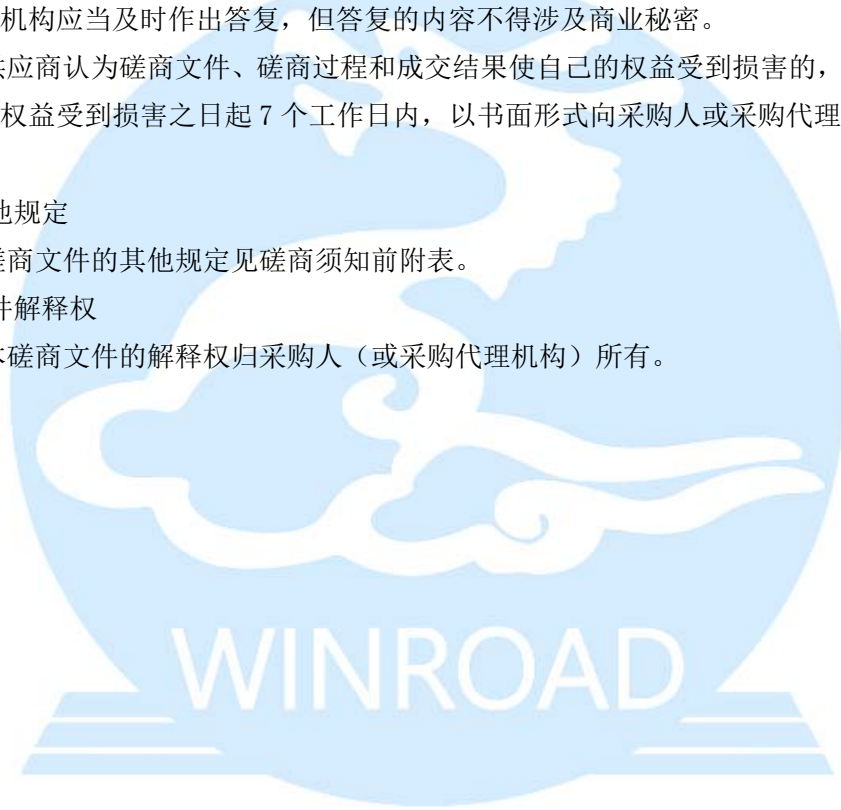 机构应当及时作出答复，但答复的内容不得涉及商业秘密。
供应商认为磋商文件、磋商过程和成交结果使自己的权益受到损害的，
权益受到损害之日起 7 个工作日内，以书面形式向采购人或采购代理
他规定
磋商文件的其他规定见磋商须知前附表。
件解释权
本磋商文件的解释权归采购人（或采购代理机构）所有。
WINROAD